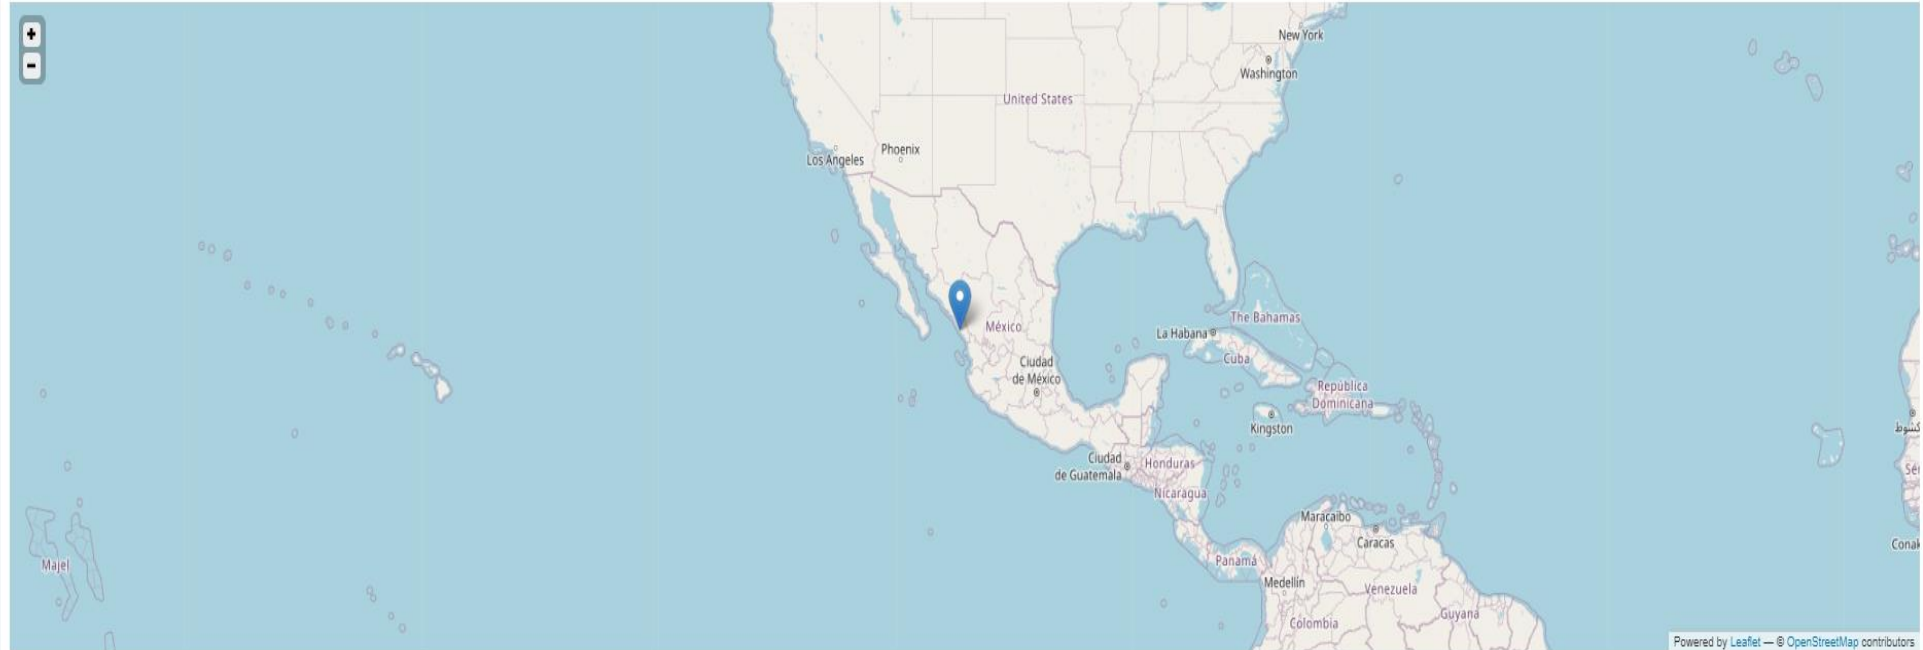 +
−
New York
Washington
United States
Phoenix
Los Angeles
México
La Habana
The Bahamas
Cuba
Ciudad
de México
República
Dominicana
Kingston
Ciudad
de Guatemala
Honduras
Nicaragua
Maracaibo
Caracas
Majel
Panamá
Medellín
Venezuela
Guyana
Colombia
Powered by Leaflet — © OpenStreetMap contributors